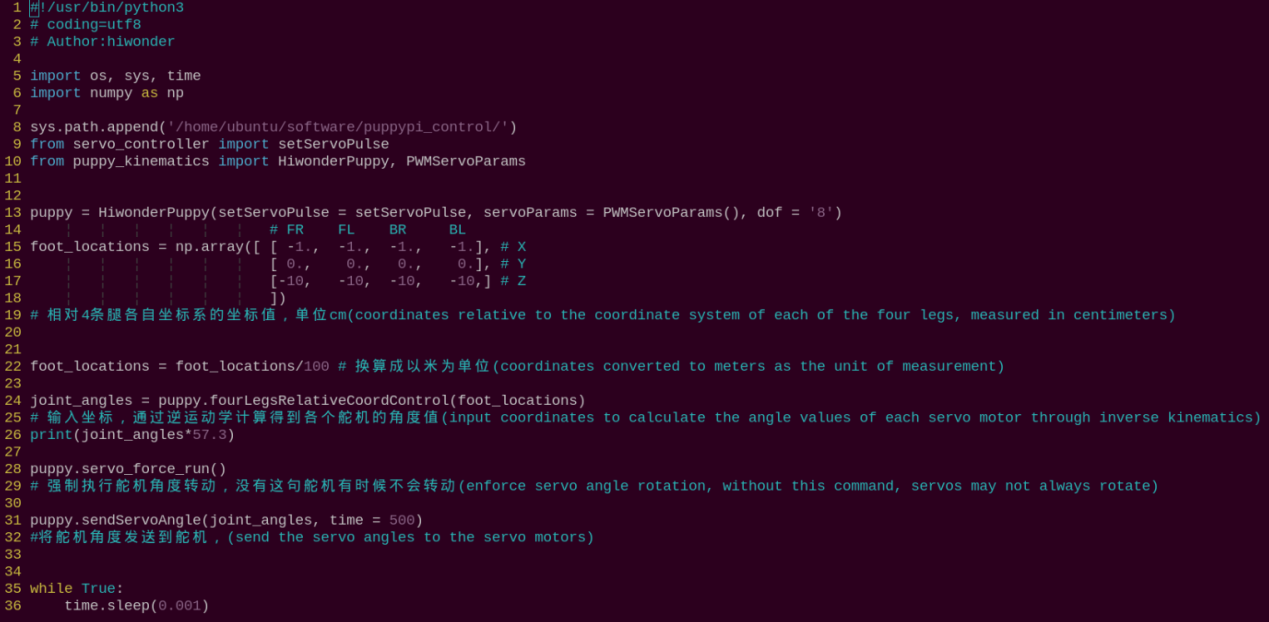 1 #!/usr/bin/python3
2 # coding=utf8
3 # Author:hiwonder
4
5 import os, sys, time
6 import numpy as np
7
8 sys.path.append('/home/ubuntu/software/puppypi_control/')
9 from servo_controller import setServoPulse
10 from puppy_kinematics import HiwonderPuppy, PWMServoParams
11
12
13 puppy = HiwonderPuppy(setServoPulse = setServoPulse, servoParams = PWMServoParams(), dof = '8')
14 # FR FL BR BL
15 foot_locations = np.array([ [ -1., -1., -1., -1.], # X
16 [ 0., 0., 0., 0.], # Y
17 [-10, -10, -10, -10,] # Z
18 ])
19 # 相对4条腿各自坐标系的坐标值，单位cm(coordinates relative to the coordinate system of each of the four legs, measured in centimeters)
20
21
22 foot_locations = foot_locations/100 # 换算成以米为单位(coordinates converted to meters as the unit of measurement)
23
24 joint_angles = puppy.fourLegsRelativeCoordControl(foot_locations)
25 # 输入坐标，通过逆运动学计算得到各个舵机的角度值(input coordinates to calculate the angle values of each servo motor through inverse kinematics)
26 print(joint_angles*57.3)
27
28 puppy.servo_force_run()
29 # 强制执行舵机角度转动，没有这句舵机有时候不会转动(enforce servo angle rotation, without this command, servos may not always rotate)
30
31 puppy.sendServoAngle(joint_angles, time = 500)
32 #将舵机角度发送到舵机，(send the servo angles to the servo motors)
33
34
35 while True:
36 time.sleep(0.001)